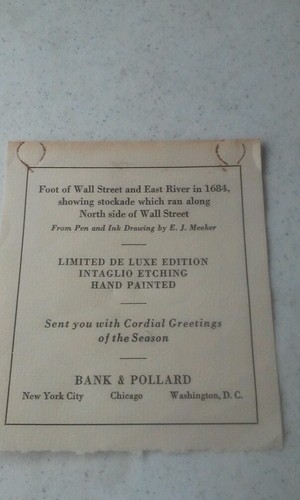 Foot of Wall Street and East River in 1684,
showing stockade which ran along
North side of Wall Street
From Pen and Ink Drawing by E. J. Meeker
LIMITED DE LUXE EDITION
INTAGLIO ETCHING
HAND PAINTED
Sent you with Cordial Greetings
of the Season
BANK & POLLARD
New York City Chicago Washington, D. C.